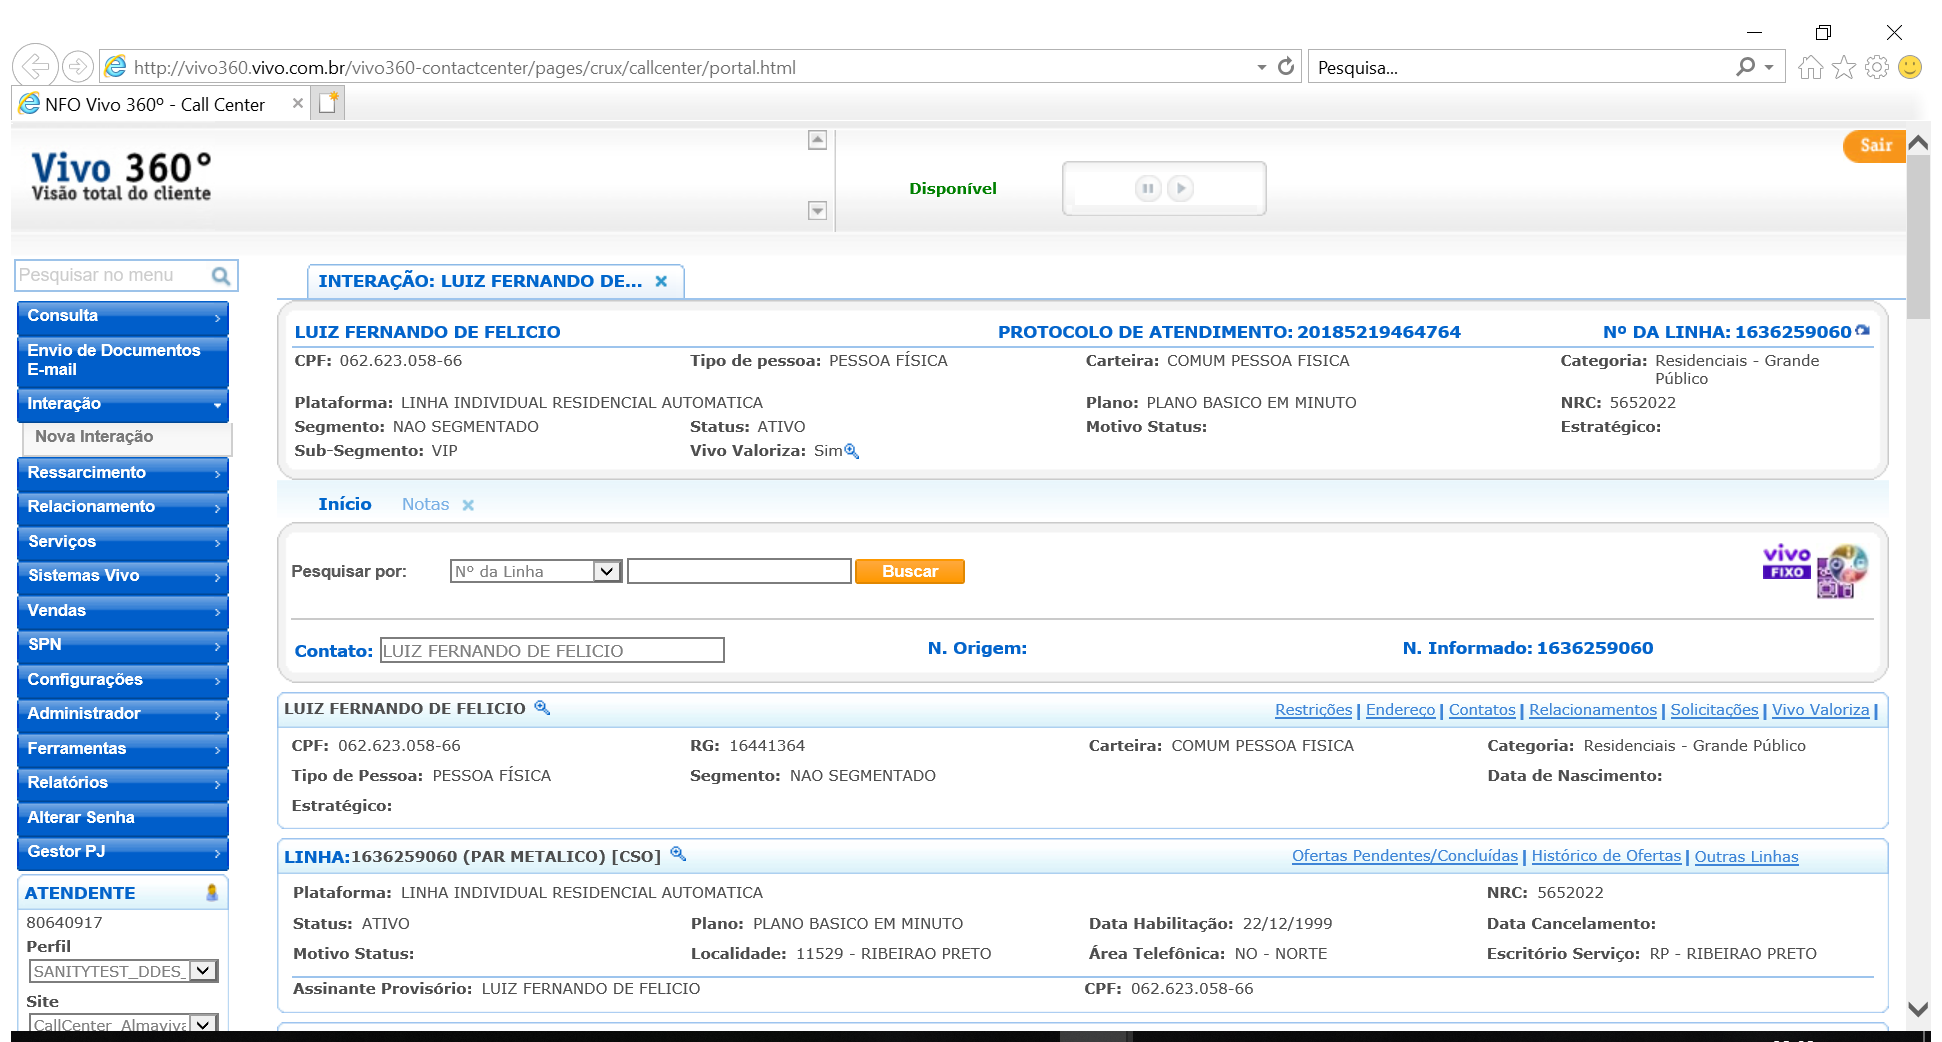 http://vivo360.vivo.com.br/vivo360-contactcenter/pages/crux/callcenter/portal.html
Pesquisa...
NFO Vivo 360º - Call Center
Vivo 360°
Visão total do cliente
Disponível
Sair
Pesquisar no menu
Consulta
Envio de Documentos
E-mail
Interação
Nova Interação
Ressarcimento
Relacionamento
Serviços
Sistemas Vivo
Vendas
SPN
Configurações
Administrador
Ferramentas
Relatórios
Alterar Senha
Gestor PJ
ATENDENTE
80640917
Perfil
SANITYTEST_DDES_
Site
CallCenter Almaviva
INTERAÇÃO: LUIZ FERNANDO DE...
LUIZ FERNANDO DE FELICIO PROTOCOLO DE ATENDIMENTO: 20185219464764 Nº DA LINHA: 1636259060
CPF: 062.623.058-66 Tipo de pessoa: PESSOA FÍSICA Carteira: COMUM PESSOA FISICA Categoria: Residenciais - Grande
Público
Plataforma: LINHA INDIVIDUAL RESIDENCIAL AUTOMATICA Plano: PLANO BASICO EM MINUTO NRC: 5652022
Segmento: NAO SEGMENTADO Status: ATIVO Motivo Status: Estratégico:
Sub-Segmento: VIP Vivo Valoriza: Sim
Início Notas
Pesquisar por: Nº da Linha Buscar
vivo
FIXO
Contato: LUIZ FERNANDO DE FELICIO N. Origem: N. Informado: 1636259060
LUIZ FERNANDO DE FELICIO Restrições | Endereço | Contatos | Relacionamentos | Solicitações | Vivo Valoriza |
CPF: 062.623.058-66 RG: 16441364 Carteira: COMUM PESSOA FISICA Categoria: Residenciais - Grande Público
Tipo de Pessoa: PESSOA FÍSICA Segmento: NAO SEGMENTADO Data de Nascimento:
Estratégico:
LINHA:1636259060 (PAR METALICO) [CSO] Ofertas Pendentes/Concluídas | Histórico de Ofertas | Outras Linhas
Plataforma: LINHA INDIVIDUAL RESIDENCIAL AUTOMATICA NRC: 5652022
Status: ATIVO Plano: PLANO BASICO EM MINUTO Data Habilitação: 22/12/1999 Data Cancelamento:
Motivo Status: Localidade: 11529 - RIBEIRAO PRETO Área Telefônica: NO - NORTE Escritório Serviço: RP - RIBEIRAO PRETO
Assinante Provisório: LUIZ FERNANDO DE FELICIO CPF: 062.623.058-66